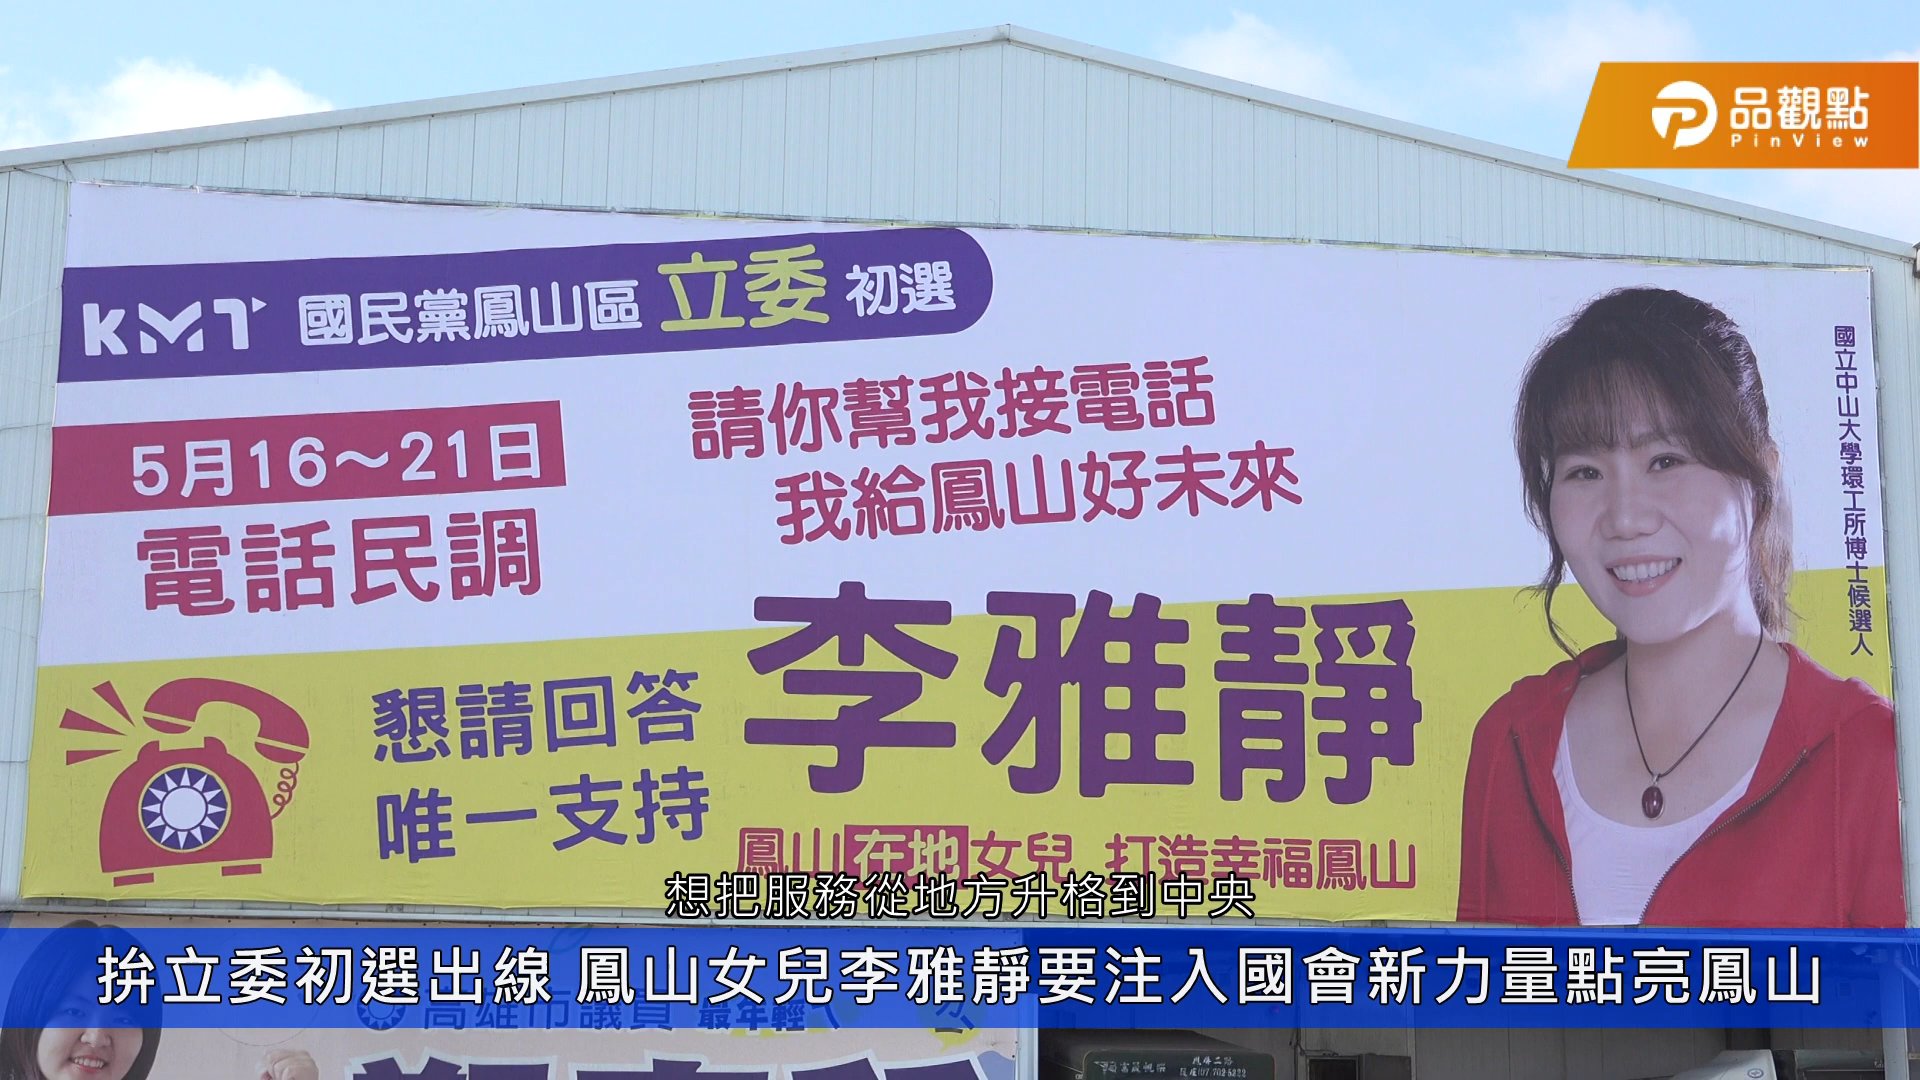 品觀點
PinView
KMT 國民黨鳳山區 立委 初選
5月16~21日
電話民調
請你幫我接電話
我給鳳山好未來
國立中山大學環工所博士候選人
懇請回答
唯一支持
李雅靜
鳳山在地女兒 打造幸福鳳山
想把服務從地方升格到中央
拚立委初選出線 鳳山女兒李雅靜要注入國會新力量點亮鳳山
高雄市議員 最年輕